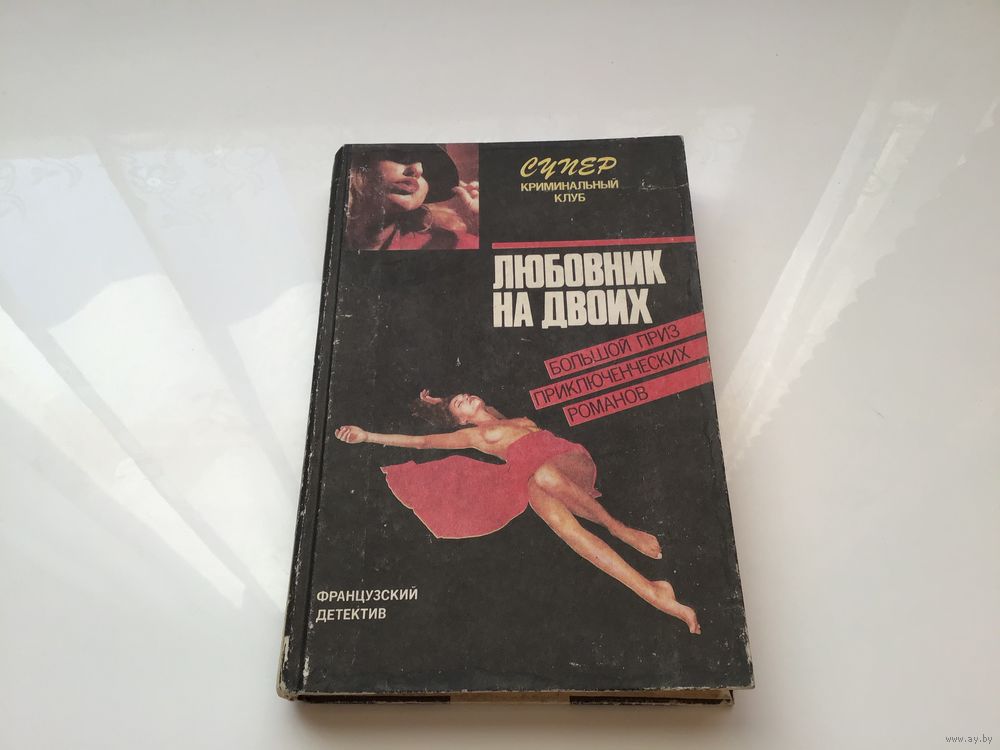 СУПЕР
КРИМИНАЛЬНЫЙ
КЛУБ
ЛЮБОВНИК
НА ДВОИХ
БОЛЬШОЙ ПРИЗ
ПРИКЛЮЧЕНЧЕСКИХ
РОМАНОВ
ФРАНЦУЗСКИЙ
ДЕТЕКТИВ
www.ay.by